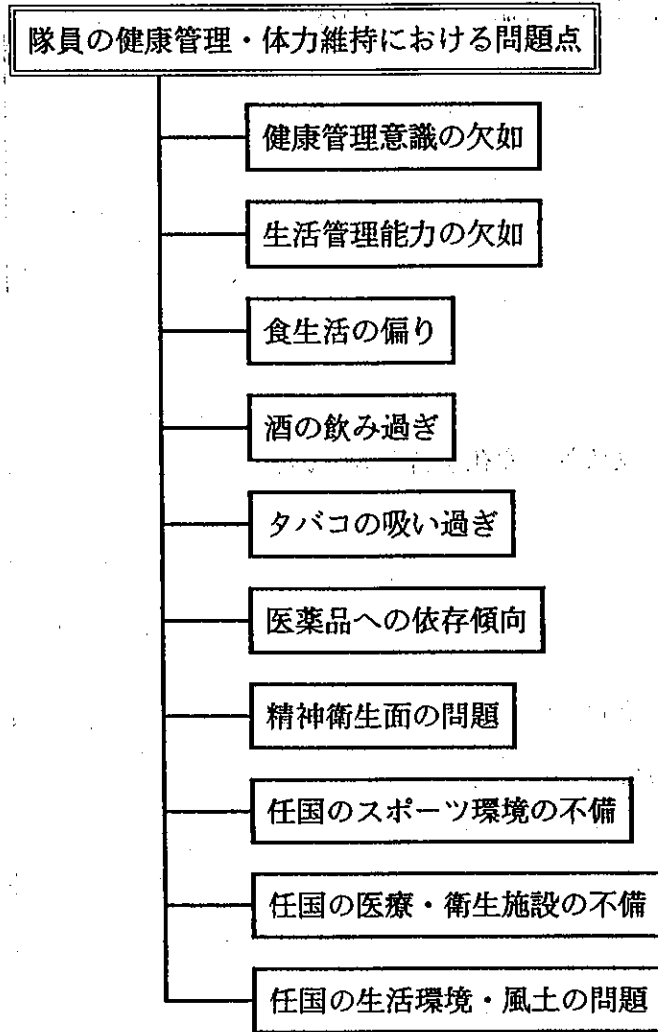 隊員の健康管理・体力維持における問題点
健康管理意識の欠如
生活管理能力の欠如
食生活の偏り
酒の飲み過ぎ
タバコの吸い過ぎ
医薬品への依存傾向
精神衛生面の問題
任国のスポーツ環境の不備
任国の医療・衛生施設の不備
任国の生活環境・風土の問題